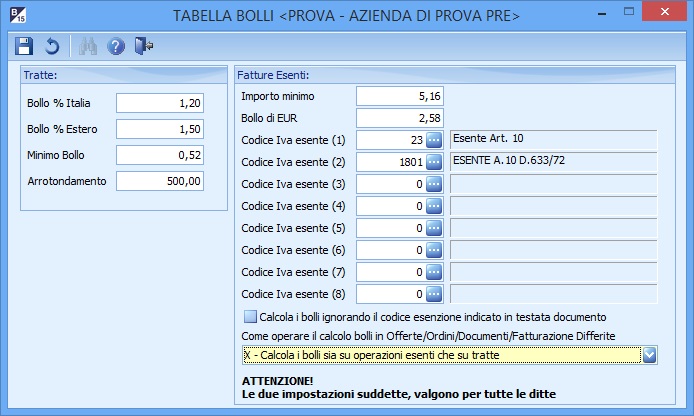 B 15
TABELLA BOLLI <PROVA - AZIENDA DI PROVA PRE>
Tratte:
Bollo % Italia 1,20
Bollo % Estero 1,50
Minimo Bollo 0,52
Arrotondamento 500,00
Fatture Esenti:
Importo minimo 5,16
Bollo di EUR 2,58
Codice Iva esente (1) 23 ... Esente Art. 10
Codice Iva esente (2) 1801 ... ESENTE A.10 D.633/72
Codice Iva esente (3) 0 ...
Codice Iva esente (4) 0 ...
Codice Iva esente (5) 0 ...
Codice Iva esente (6) 0 ...
Codice Iva esente (7) 0 ...
Codice Iva esente (8) 0 ...
Calcola i bolli ignorando il codice esenzione indicato in testata documento
Come operare il calcolo bolli in Offerte/Ordini/Documenti/Fatturazione Differite
X - Calcola i bolli sia su operazioni esenti che su tratte
ATTENZIONE!
Le due impostazioni suddette, valgono per tutte le ditte